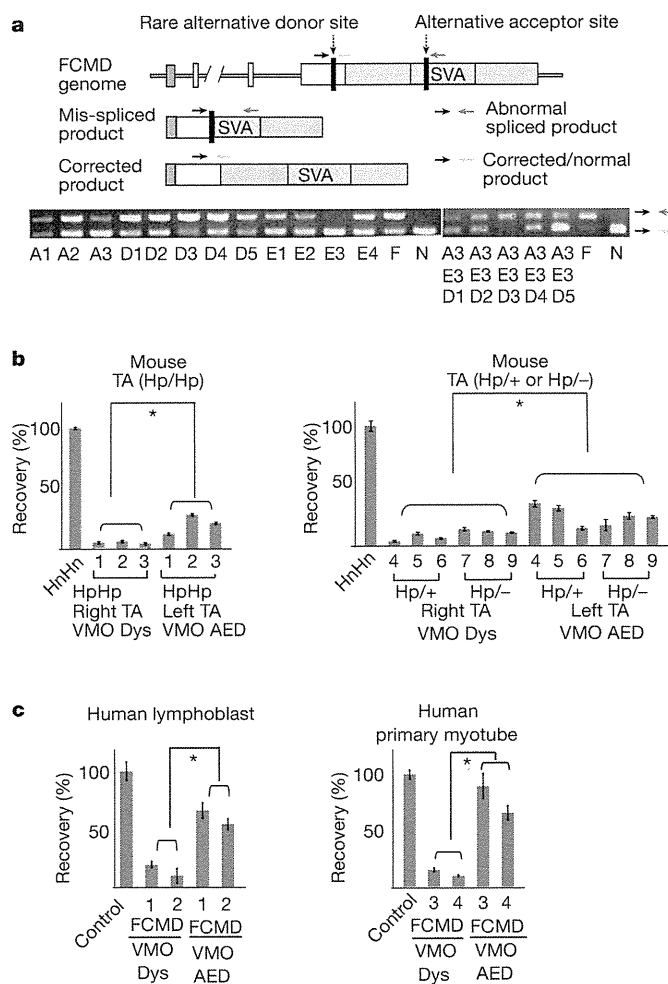 a
Rare alternative donor site
Alternative acceptor site
FCMD
genome
SVA
Mis-spliced
product
SVA
Abnormal
spliced product
Corrected
product
SVA
Corrected/normal
product
A1 A2 A3 D1 D2 D3 D4 D5 E1 E2 E3 E4 F N
A3 A3 A3 A3 A3 F N
E3 E3 E3 E3 E3
D1 D2 D3 D4 D5
b
Mouse
TA (Hp/Hp)
Recovery (%)
100
50
*
HnHn
1 2 3 1 2 3
HpHp HpHp
Right TA Left TA
VMO Dys VMO AED
Mouse
TA (Hp/+ or Hp/–)
Recovery (%)
100
50
*
HnHn
4 5 6 7 8 9 4 5 6 7 8 9
Hp/+ Hp/– Hp/+ Hp/–
Right TA Left TA
VMO Dys VMO AED
c
Human lymphoblast
Recovery (%)
100
50
*
Control
1 2 1 2
FCMD FCMD
VMO VMO
Dys AED
Human
primary myotube
Recovery (%)
100
50
*
Control
3 4 3 4
FCMD FCMD
VMO VMO
Dys AED